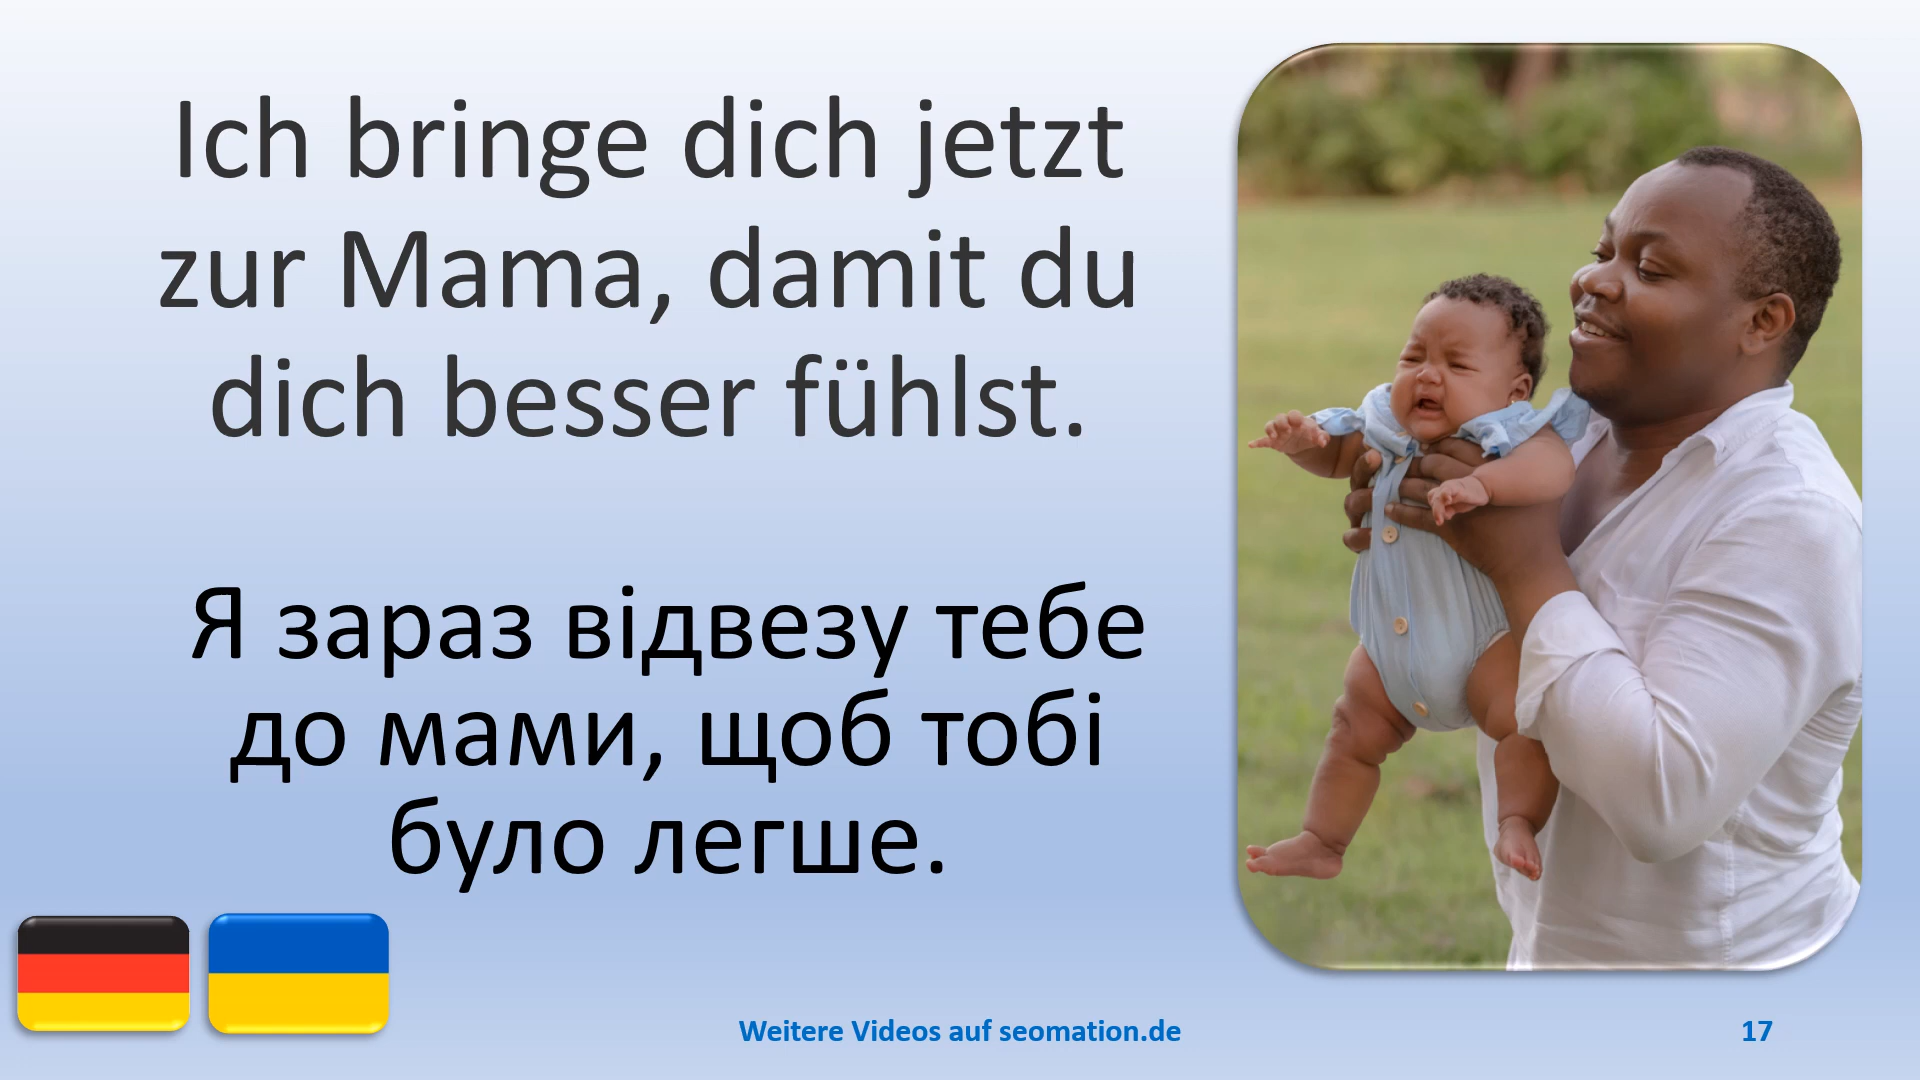 Ich bringe dich jetzt
zur Mama, damit du
dich besser fühlst.
Я зараз відвезу тебе
до мами, щоб тобі
було легше.
Weitere Videos auf seomation.de
17